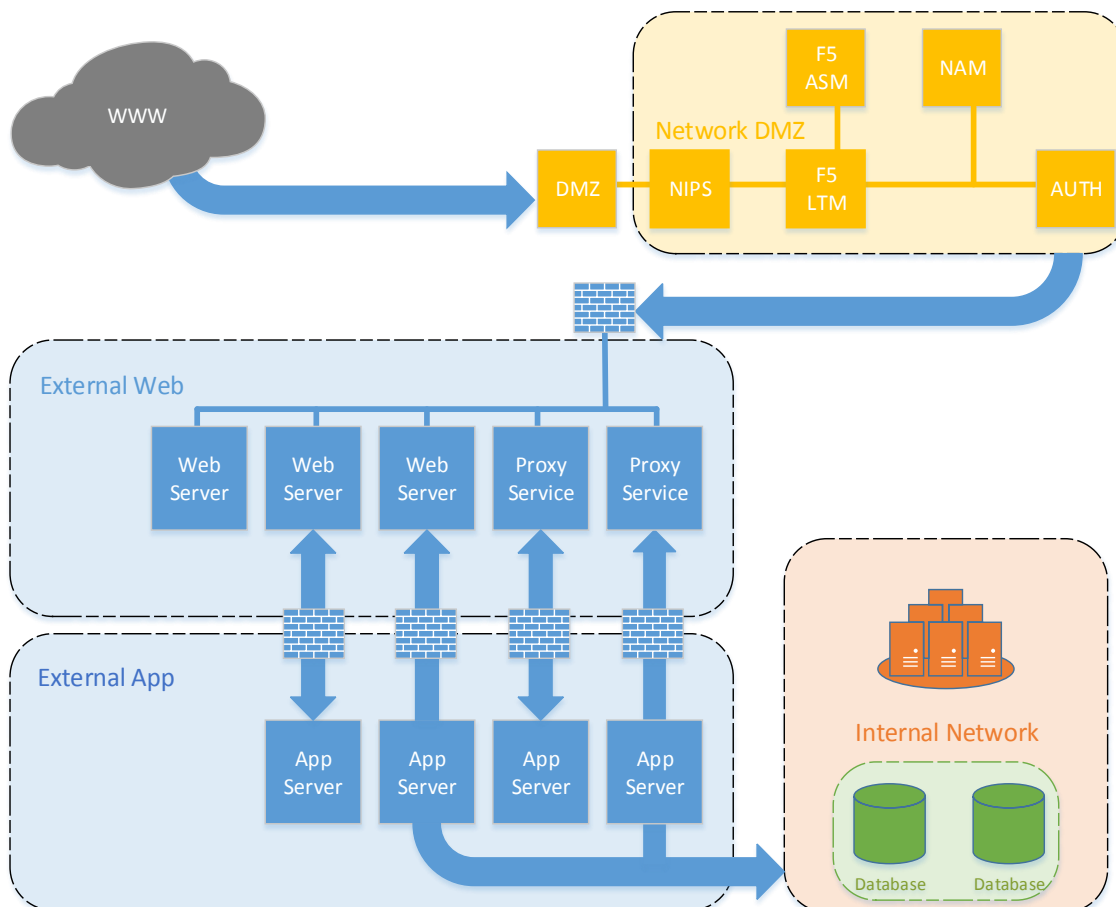 WWW
F5
ASM
NAM
Network DMZ
DMZ
NIPS
F5
LTM
AUTH
External Web
Web
Server
Web
Server
Web
Server
Proxy
Service
Proxy
Service
External App
App
Server
App
Server
App
Server
App
Server
Internal Network
Database
Database